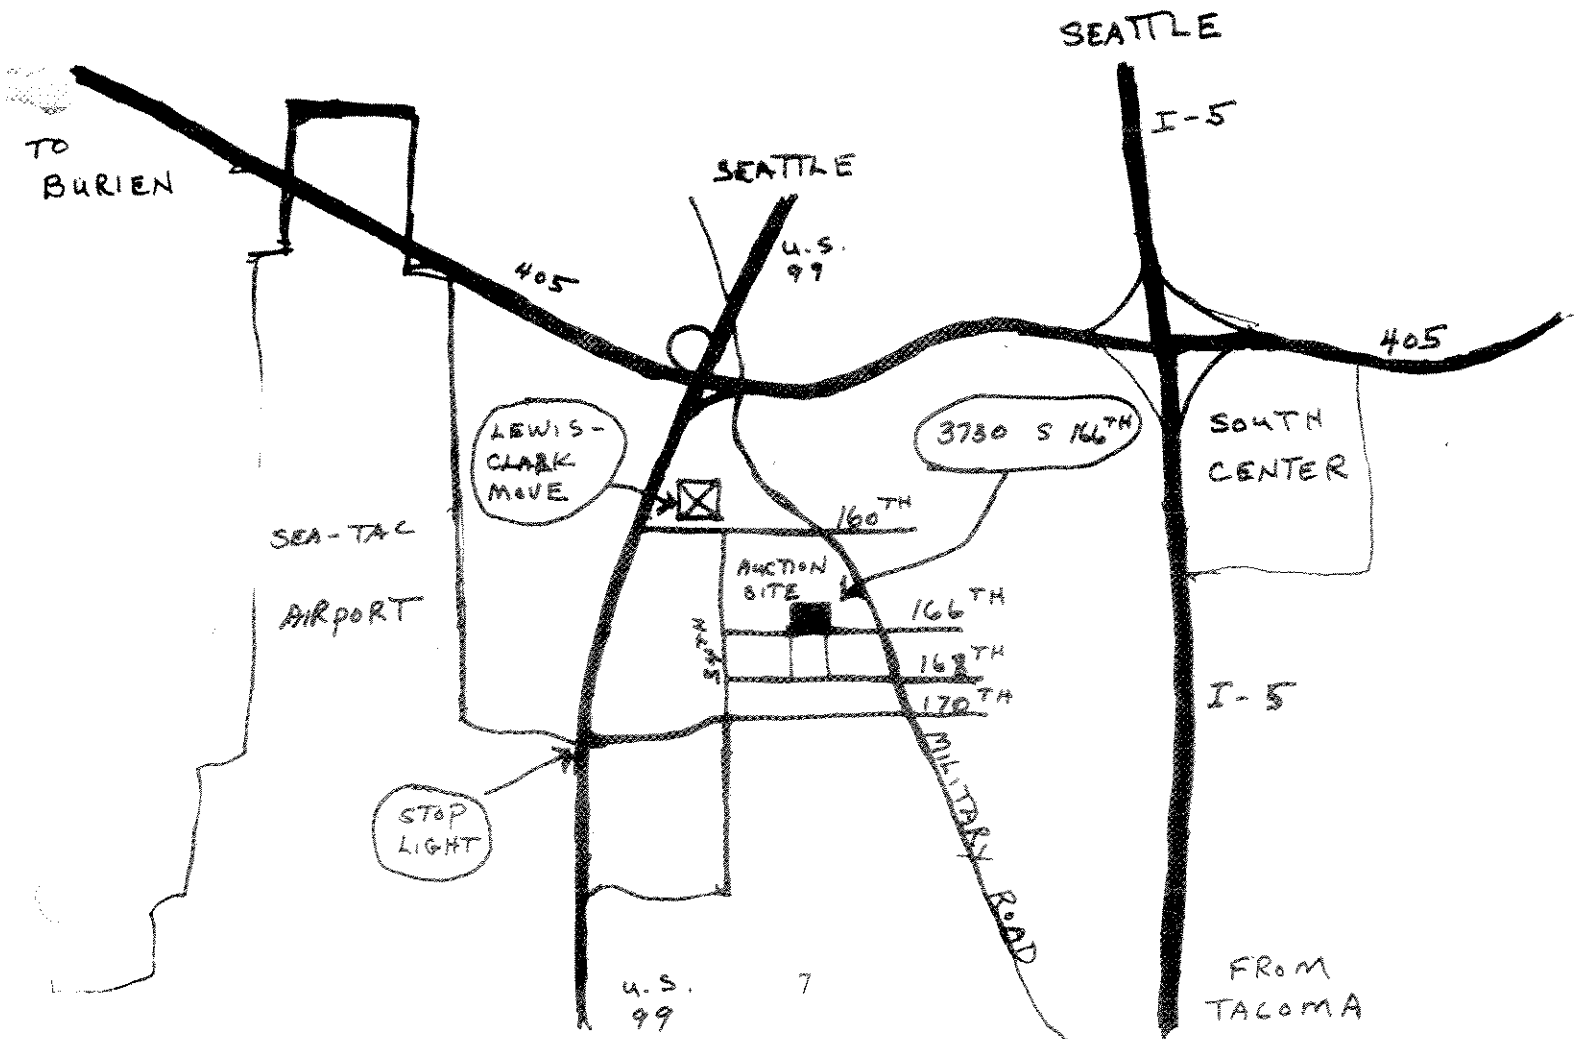 SEATTLE
I-5
TO
BURIEN
SEATTLE
U.S.
99
405
405
LEWIS-
CLARK
MOVE
3730 S 166TH
SOUTH
CENTER
160TH
SEA-TAC
AIRPORT
AUCTION
SITE
166TH
34TH
168TH
170TH
I-5
MILITARY
ROAD
STOP
LIGHT
FROM
TACOMA
U.S.
99
7